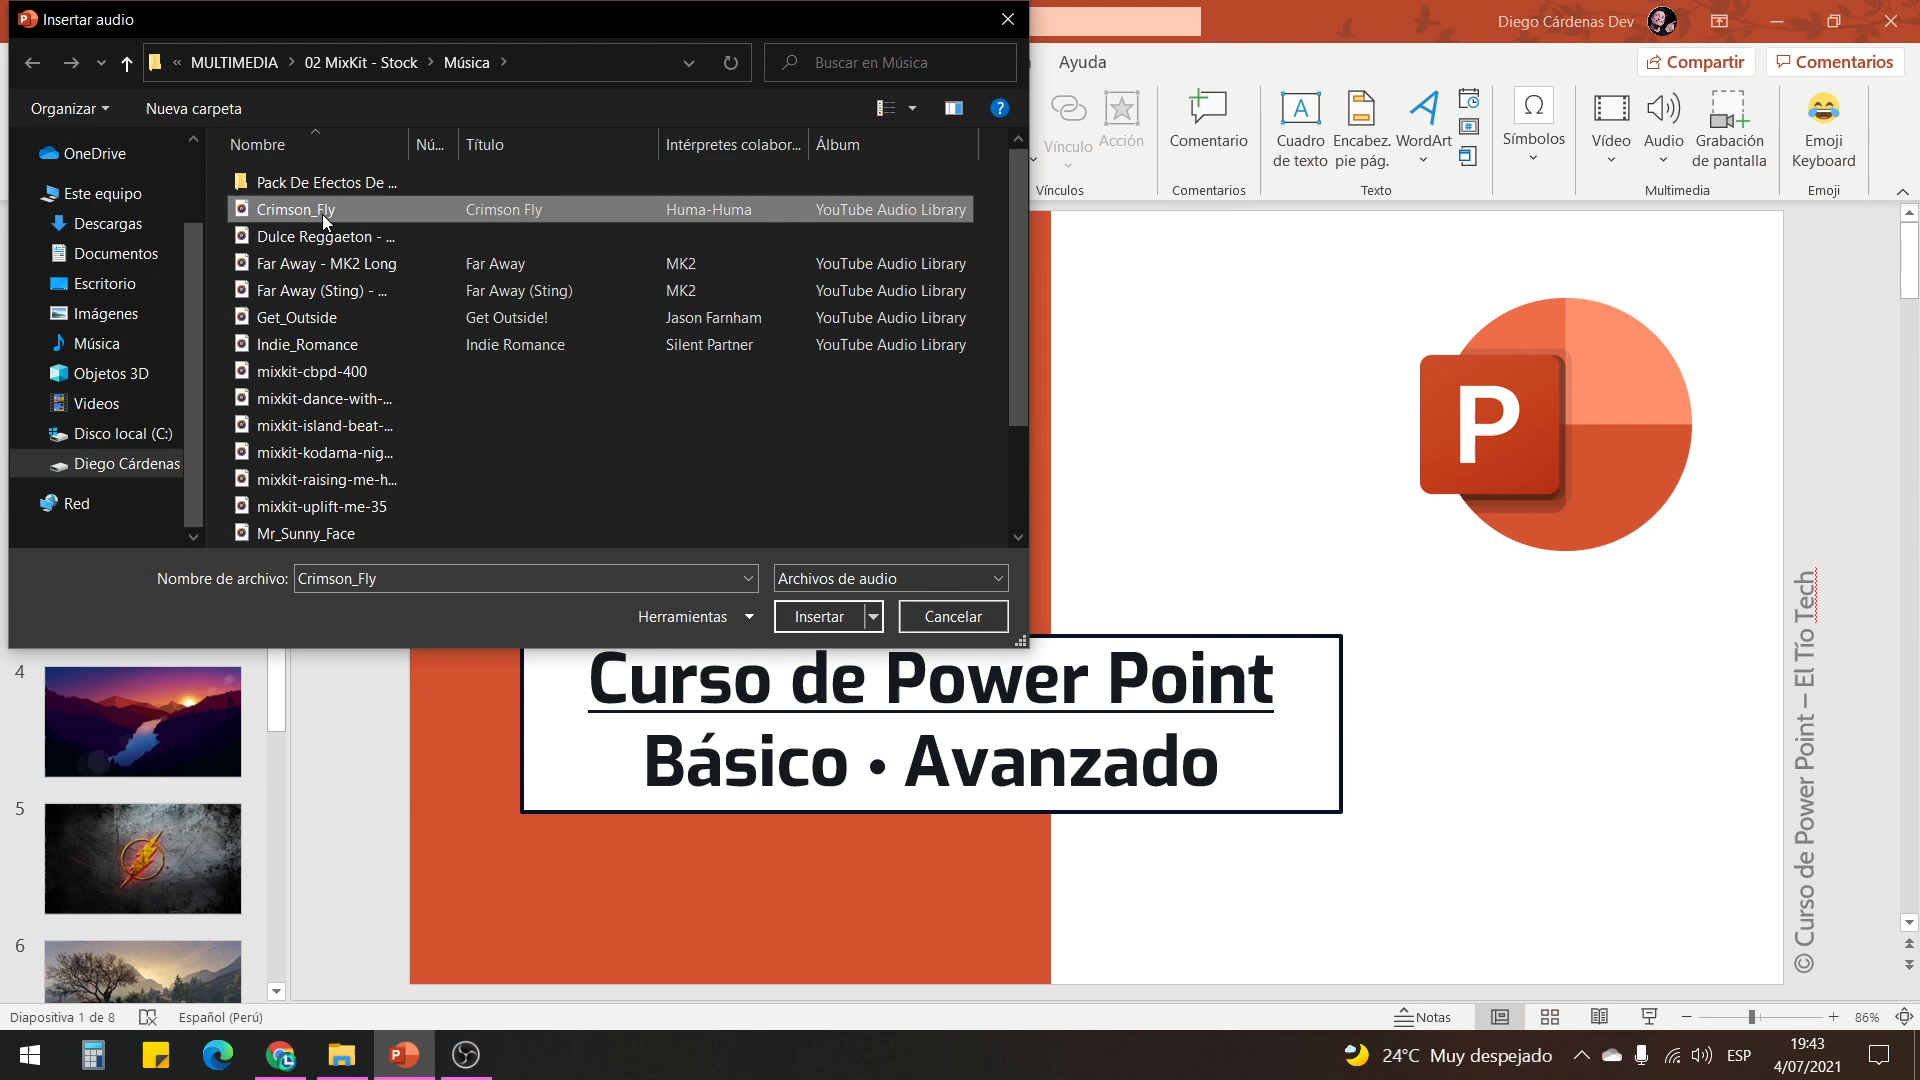 Insertar audio
« MULTIMEDIA > 02 MixKit - Stock > Música >
Buscar en Música
Organizar
Nueva carpeta
OneDrive
Este equipo
Descargas
Documentos
Escritorio
Imágenes
Música
Objetos 3D
Videos
Disco local (C:)
Diego Cárdenas
Red
Nombre Nú... Título Intérpretes colabor... Álbum
Pack De Efectos De ...
Crimson_Fly Crimson Fly Huma-Huma YouTube Audio Library
Dulce Reggaeton - ...
Far Away - MK2 Long Far Away MK2 YouTube Audio Library
Far Away (Sting) - ... Far Away (Sting) MK2 YouTube Audio Library
Get_Outside Get Outside! Jason Farnham YouTube Audio Library
Indie_Romance Indie Romance Silent Partner YouTube Audio Library
mixkit-cbpd-400
mixkit-dance-with-...
mixkit-island-beat-...
mixkit-kodama-nig...
mixkit-raising-me-h...
mixkit-uplift-me-35
Mr_Sunny_Face
Nombre de archivo: Crimson_Fly
Archivos de audio
Herramientas
Insertar
Cancelar
Diego Cárdenas Dev
Ayuda
Compartir
Comentarios
Vínculo
Acción
Vínculos
Comentario
Comentarios
Cuadro de texto
Encabez. pie pág.
WordArt
Texto
Símbolos
Vídeo
Audio
Grabación de pantalla
Multimedia
Emoji Keyboard
Emoji
P
Curso de Power Point
Básico • Avanzado
© Curso de Power Point – El Tío Tech
4
5
6
Diapositiva 1 de 8
Español (Perú)
Notas
86%
24°C Muy despejado
ESP
19:43
4/07/2021